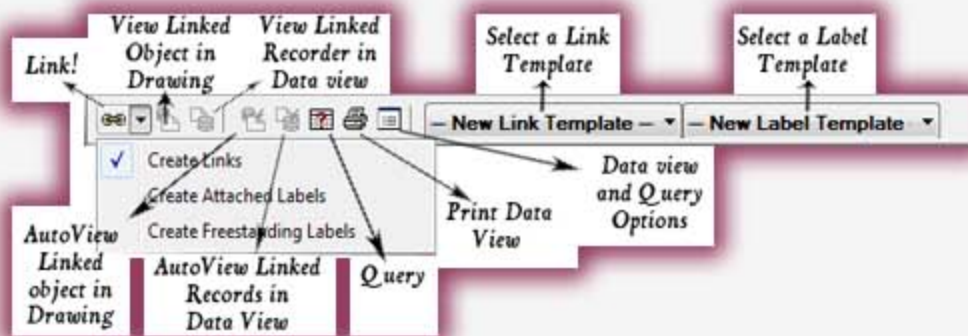 Link!
View Linked
Object in
Drawing
View Linked
Recorder in
Data view
Select a Link
Template
Select a Label
Template
– New Link Template –
– New Label Template
Create Links
Create Attached Labels
Create Freestanding Labels
AutoView
Linked
object in
Drawing
AutoView Linked
Records in
Data View
Query
Print Data
View
Data view
and Query
Options